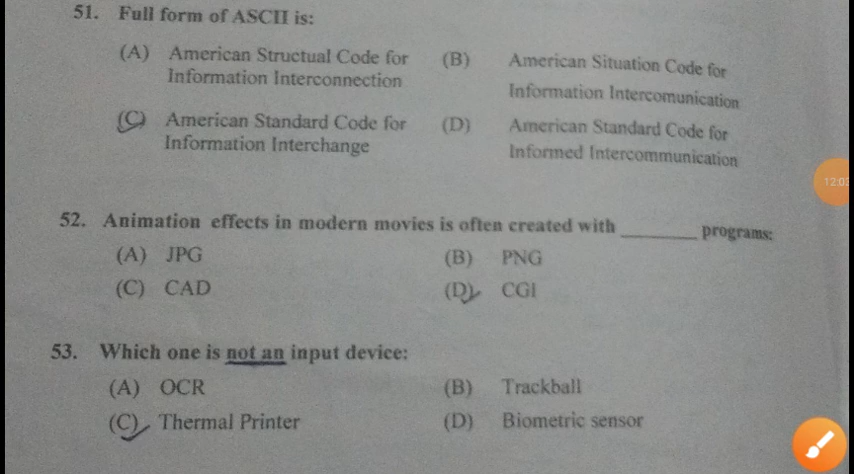 51. Full form of ASCII is:
(A) American Structual Code for Information Interconnection
(B) American Situation Code for Information Intercomunication
(C) American Standard Code for Information Interchange
(D) American Standard Code for Informed Intercommunication
52. Animation effects in modern movies is often created with ________ programs:
(A) JPG (B) PNG
(C) CAD (D) CGI
53. Which one is not an input device:
(A) OCR (B) Trackball
(C) Thermal Printer (D) Biometric sensor